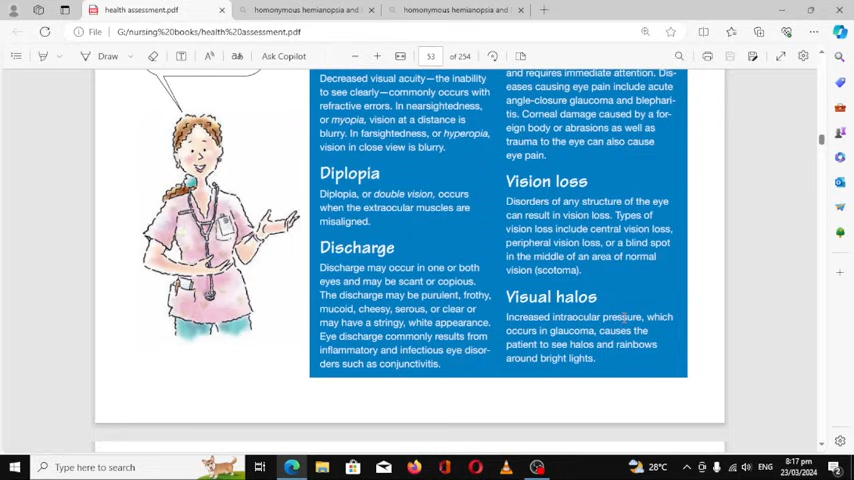 health assessment.pdf
homonymous hemianopsia and
homonymous hemianopsia and
File
G:/nursing%20books/health%20assessment.pdf
Draw
Ask Copilot
53
of 254
Decreased visual acuity—the inability
to see clearly—commonly occurs with
refractive errors. In nearsightedness,
or myopia, vision at a distance is
blurry. In farsightedness, or hyperopia,
vision in close view is blurry.
Diplopia
Diplopia, or double vision, occurs
when the extraocular muscles are
misaligned.
Discharge
Discharge may occur in one or both
eyes and may be scant or copious.
The discharge may be purulent, frothy,
mucoid, cheesy, serous, or clear or
may have a stringy, white appearance.
Eye discharge commonly results from
inflammatory and infectious eye disor-
ders such as conjunctivitis.
and requires immediate attention. Dis-
eases causing eye pain include acute
angle-closure glaucoma and blephari-
tis. Corneal damage caused by a for-
eign body or abrasions as well as
trauma to the eye can also cause
eye pain.
Vision loss
Disorders of any structure of the eye
can result in vision loss. Types of
vision loss include central vision loss,
peripheral vision loss, or a blind spot
in the middle of an area of normal
vision (scotoma).
Visual halos
Increased intraocular pressure, which
occurs in glaucoma, causes the
patient to see halos and rainbows
around bright lights.
Type here to search
28°C
ENG
8:17 pm
23/03/2024
2